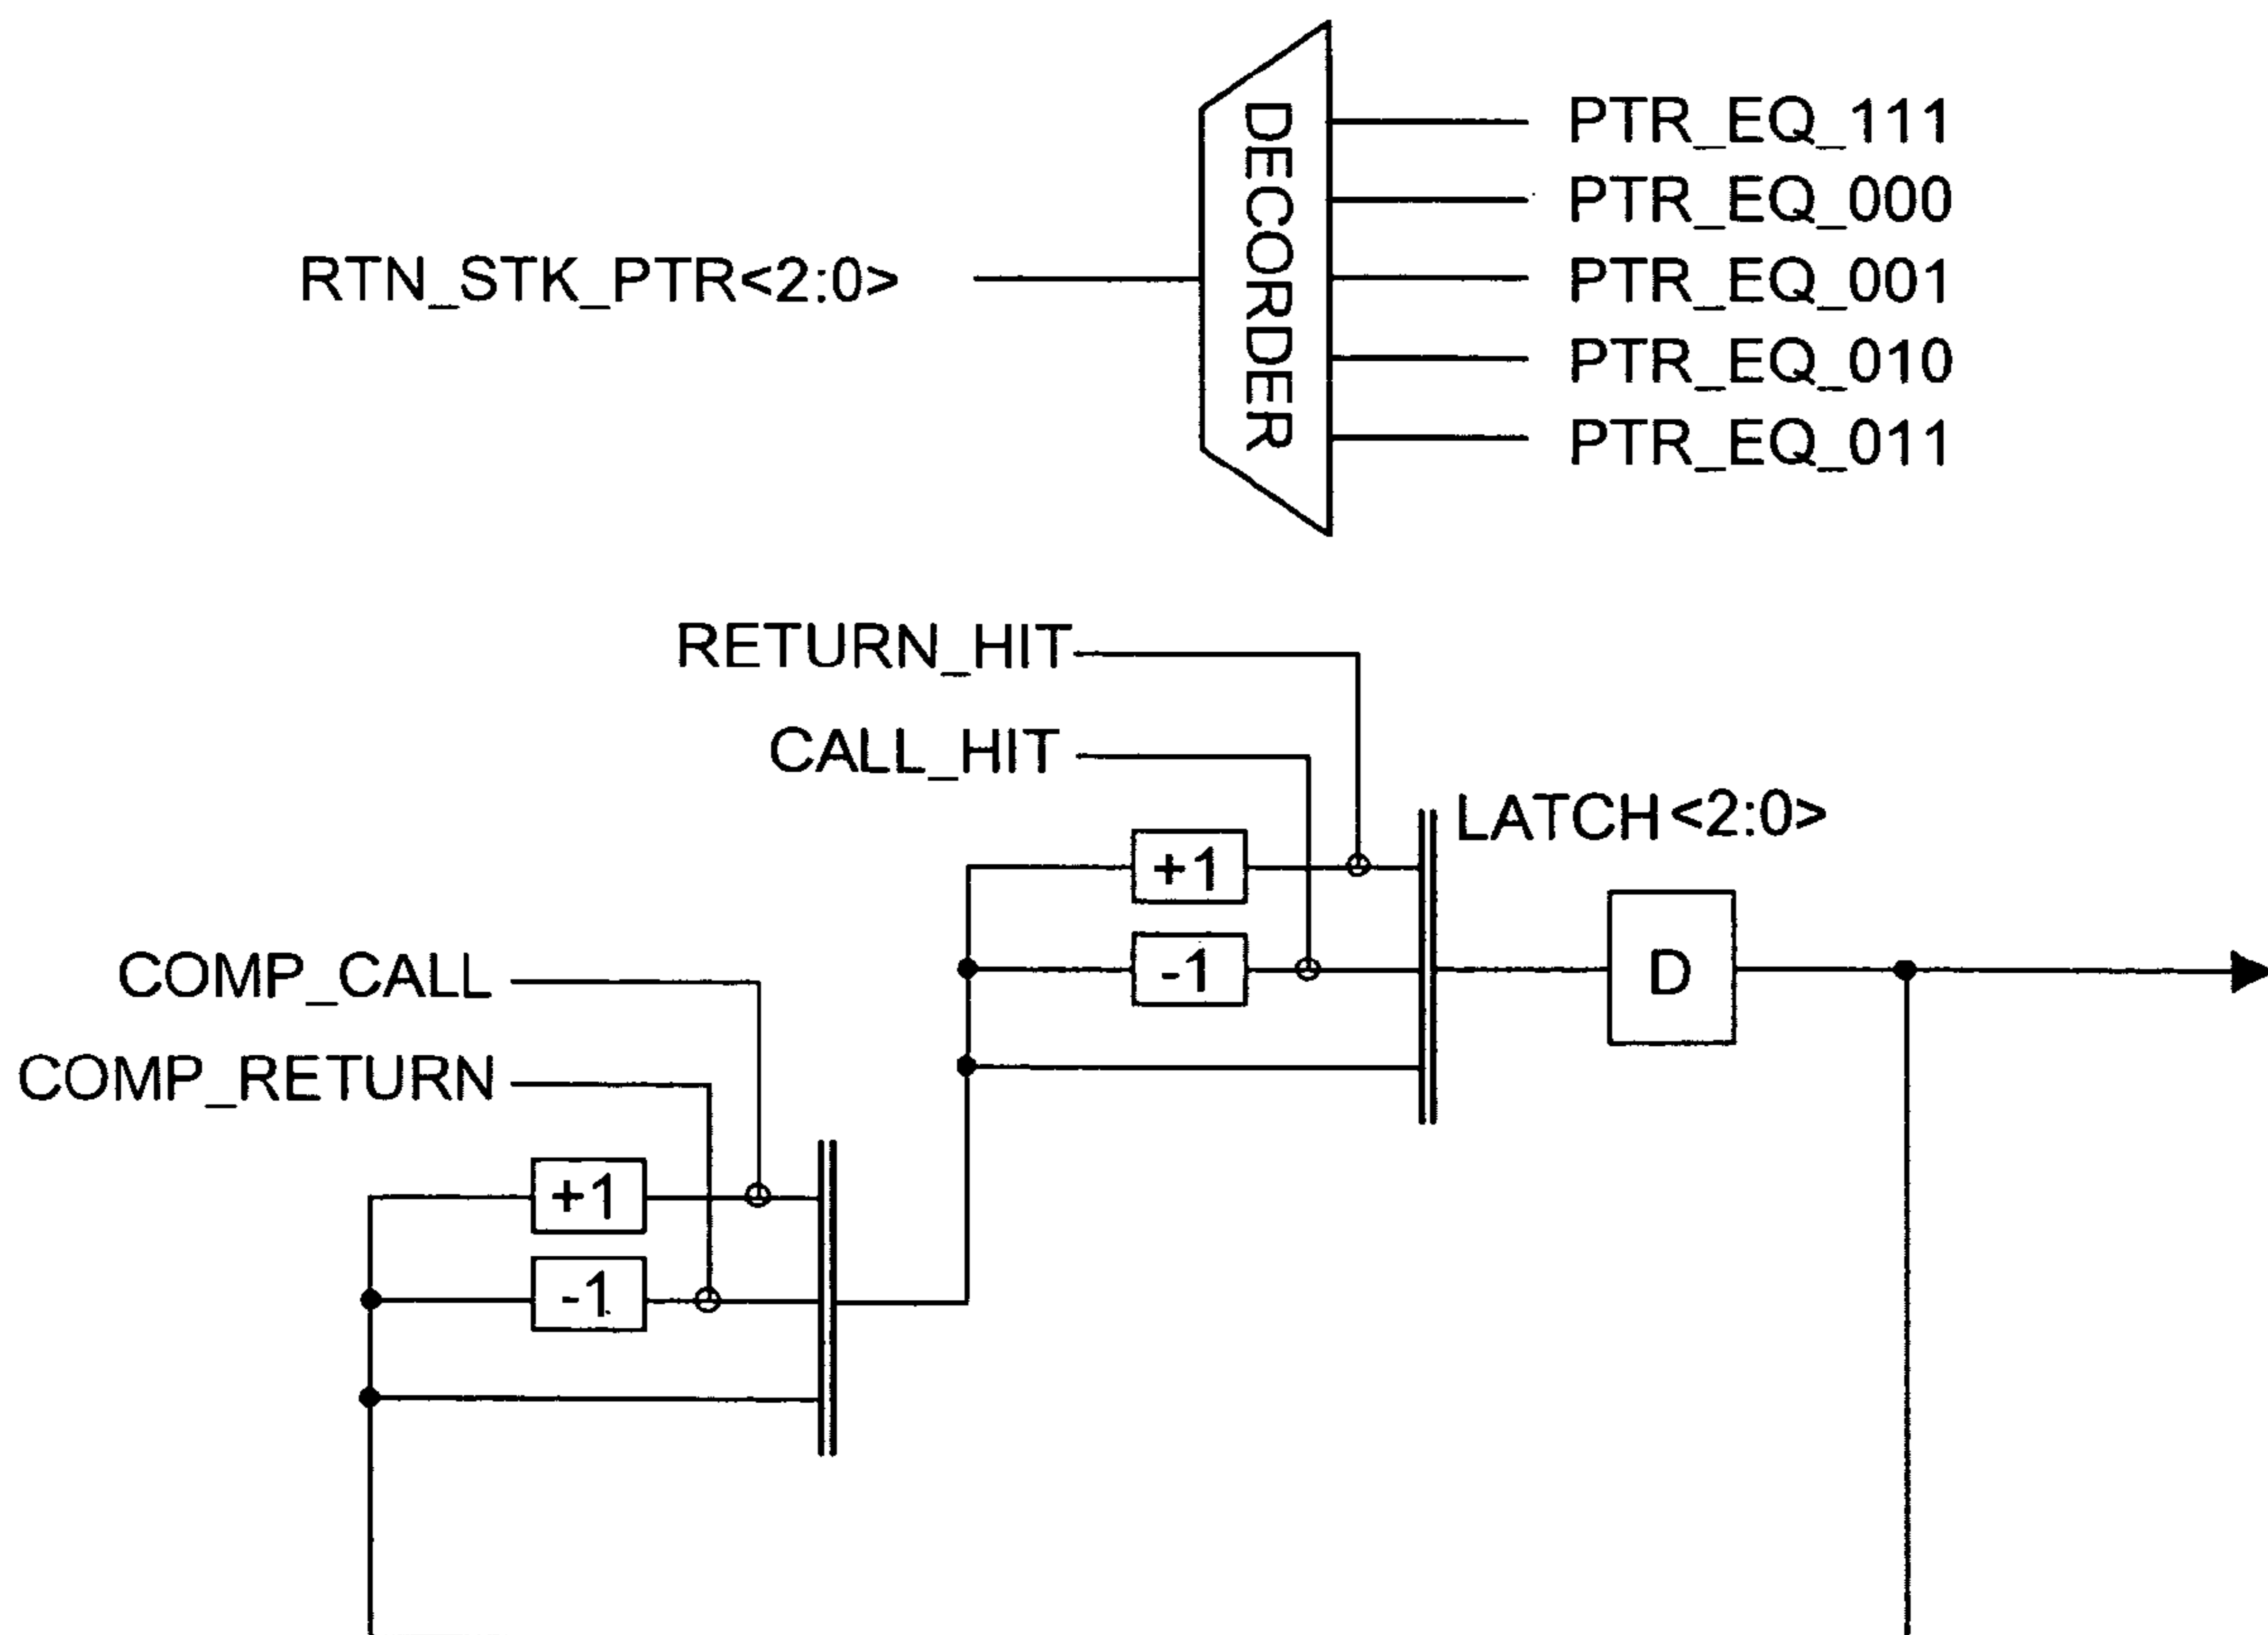 DECORDER
PTR_EQ_111
PTR_EQ_000
RTN_STK_PTR<2:0>
PTR_EQ_001
PTR_EQ_010
PTR_EQ_011
RETURN_HIT
CALL_HIT
LATCH<2:0>
+1
-1
D
COMP_CALL
COMP_RETURN
+1
-1